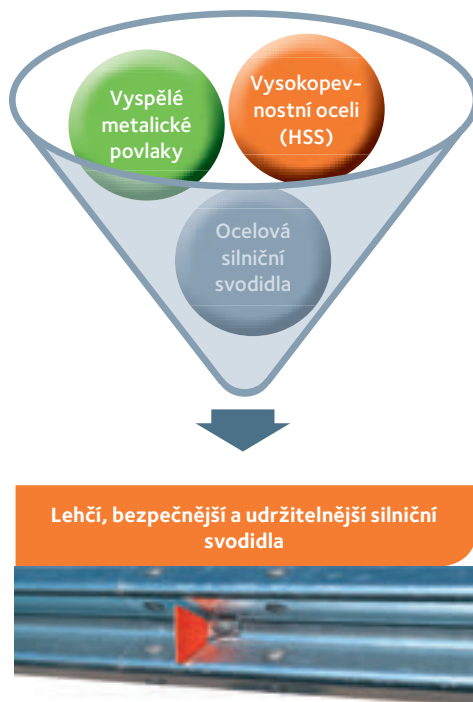 Vyspělé
metalické
povlaky
Vysokopev-
nostní oceli
(HSS)
Ocelová
silniční
svodidla
Lehčí, bezpečnější a udržitelnější silniční
svodidla